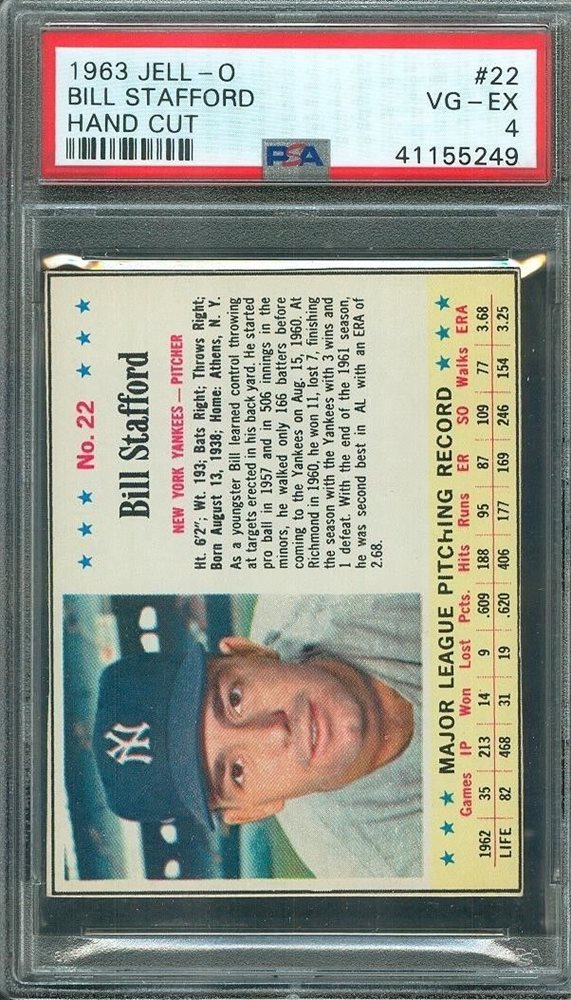 1963 JELL-O #22
BILL STAFFORD VG-EX
HAND CUT 4
PSA 41155249
No. 22
Bill Stafford
NEW YORK YANKEES — PITCHER
Ht. 6'2"; Wt. 193; Bats Right; Throws Right;
Born August 13, 1938; Home: Athens, N. Y.
As a youngster Bill learned control throwing
at targets erected in his back yard. He started
pro ball in 1957 and in 506 innings in the
minors, he walked only 166 batters before
coming to the Yankees on Aug. 15, 1960. At
Richmond in 1960, he won 11, lost 7, finishing
the season with the Yankees with 3 wins and
1 defeat. With the end of the 1961 season,
he was second best in AL with an ERA of
2.68.
NY
MAJOR LEAGUE PITCHING RECORD
Games IP Won Lost Pcts. Hits Runs ER SO Walks ERA
1962 35 213 14 9 .609 188 95 87 109 77 3.68
LIFE 82 468 31 19 .620 406 177 169 246 154 3.25